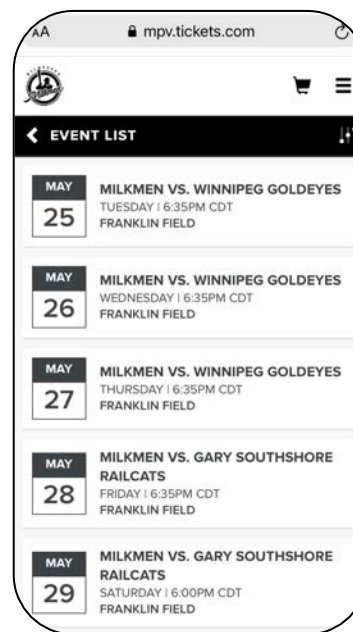 AA
mpv.tickets.com
EVENT LIST
MAY
25
MILKMEN VS. WINNIPEG GOLDEYES
TUESDAY | 6:35PM CDT
FRANKLIN FIELD
MAY
26
MILKMEN VS. WINNIPEG GOLDEYES
WEDNESDAY | 6:35PM CDT
FRANKLIN FIELD
MAY
27
MILKMEN VS. WINNIPEG GOLDEYES
THURSDAY | 6:35PM CDT
FRANKLIN FIELD
MAY
28
MILKMEN VS. GARY SOUTHSHORE
RAILCATS
FRIDAY | 6:35PM CDT
FRANKLIN FIELD
MAY
29
MILKMEN VS. GARY SOUTHSHORE
RAILCATS
SATURDAY | 6:00PM CDT
FRANKLIN FIELD